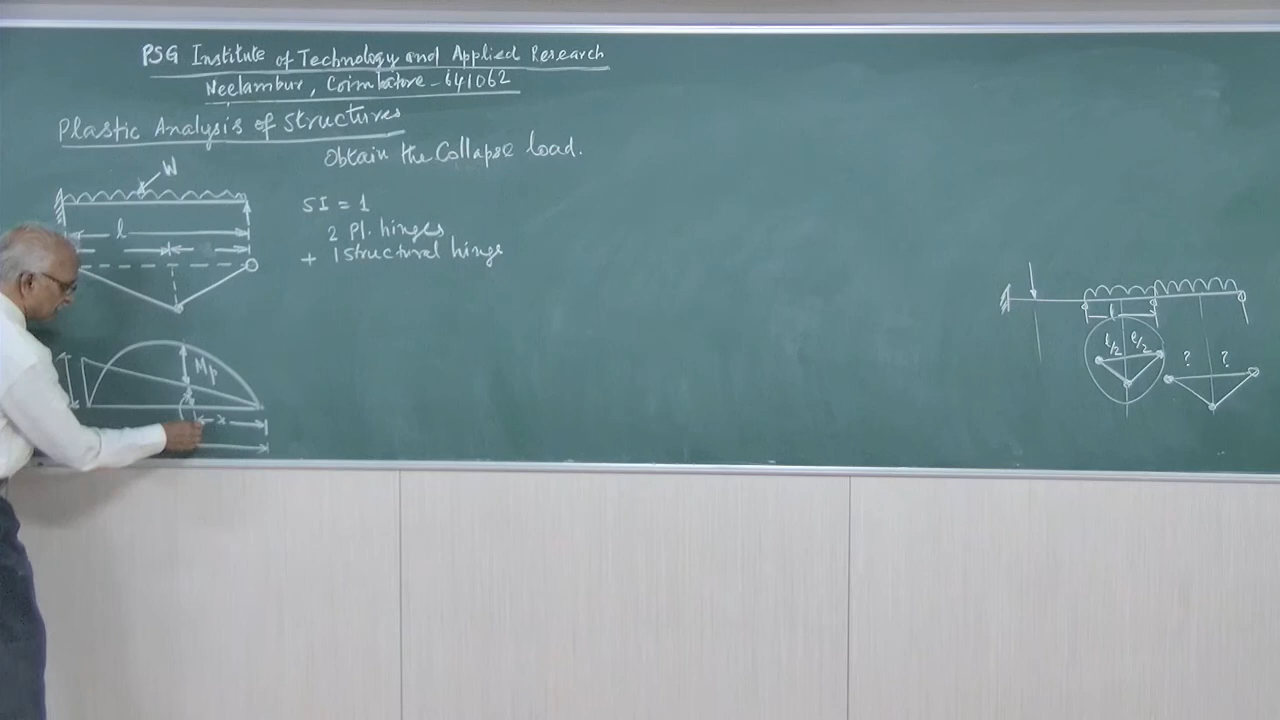 PSG Institute of Technology and Applied Research
Neelambur, Coimbatore - 641062
Plastic Analysis of Structures
Obtain the Collapse load.
W
SI = 1
2 Pl. hinges
+ 1 Structural hinge
l
Mp
x
l
l/2 l/2
? ?